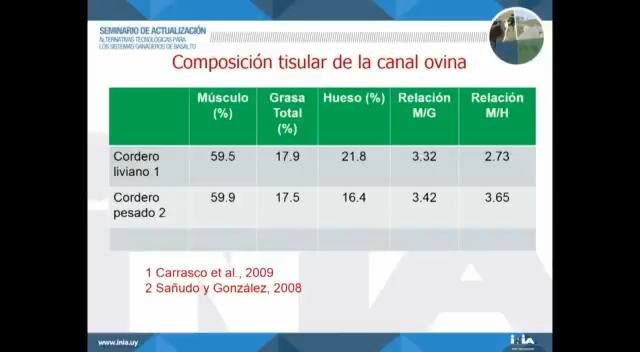 SEMINARIO DE ACTUALIZACIÓN
ALTERNATIVAS TECNOLÓGICAS PARA
LOS SISTEMAS GANADEROS DE BASALTO
Composición tisular de la canal ovina
Músculo (%) Grasa Total (%) Hueso (%) Relación M/G Relación M/H
Cordero liviano 1 59.5 17.9 21.8 3.32 2.73
Cordero pesado 2 59.9 17.5 16.4 3.42 3.65
1 Carrasco et al., 2009
2 Sañudo y González, 2008
www.inia.uy